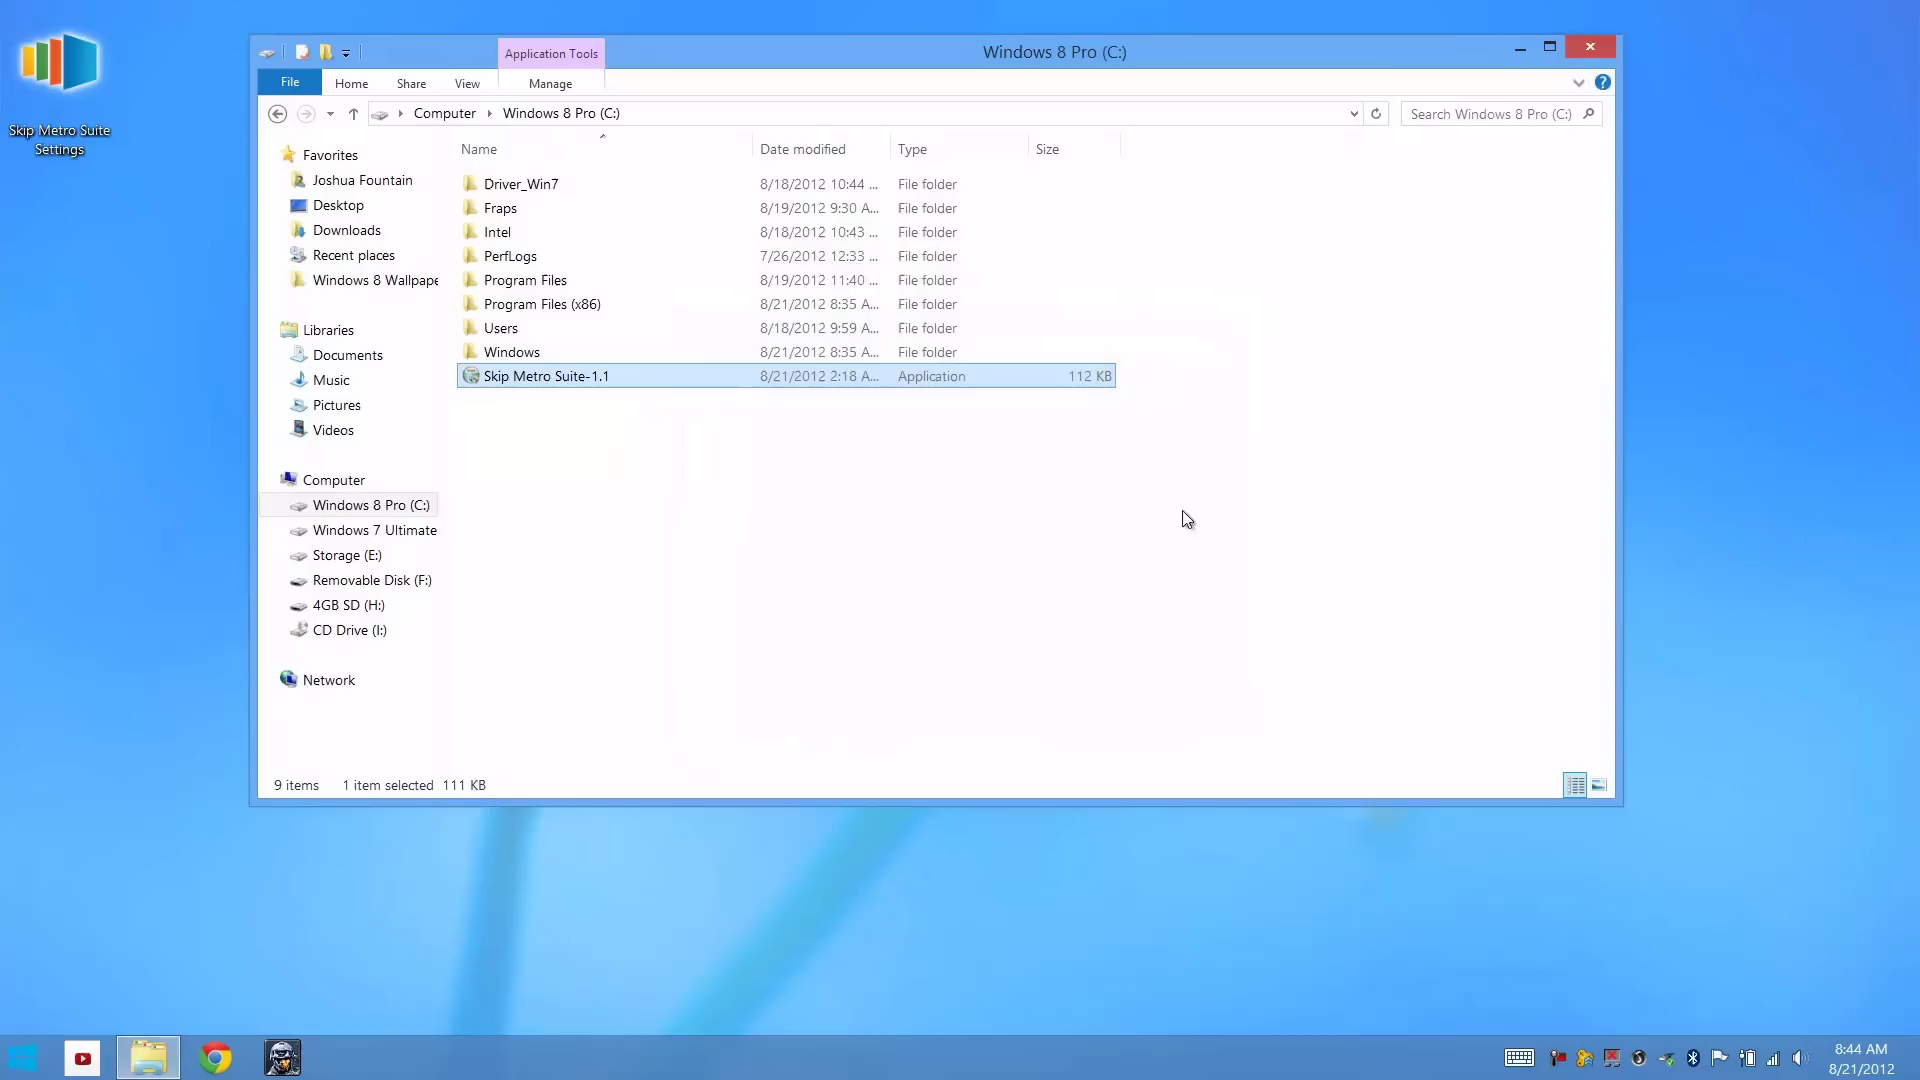 Skip Metro Suite
Settings
Application Tools
Windows 8 Pro (C:)
File
Home
Share
View
Manage
Computer
Windows 8 Pro (C:)
Search Windows 8 Pro (C:)
Name
Date modified
Type
Size
Favorites
Joshua Fountain
Desktop
Downloads
Recent places
Windows 8 Wallpape
Libraries
Documents
Music
Pictures
Videos
Computer
Windows 8 Pro (C:)
Windows 7 Ultimate
Storage (E:)
Removable Disk (F:)
4GB SD (H:)
CD Drive (I:)
Network
Driver_Win7 8/18/2012 10:44 ... File folder
Fraps 8/19/2012 9:30 A... File folder
Intel 8/18/2012 10:43 ... File folder
PerfLogs 7/26/2012 12:33 ... File folder
Program Files 8/19/2012 11:40 ... File folder
Program Files (x86) 8/21/2012 8:35 A... File folder
Users 8/18/2012 9:59 A... File folder
Windows 8/21/2012 8:35 A... File folder
Skip Metro Suite-1.1 8/21/2012 2:18 A... Application 112 KB
9 items 1 item selected 111 KB
8:44 AM
8/21/2012